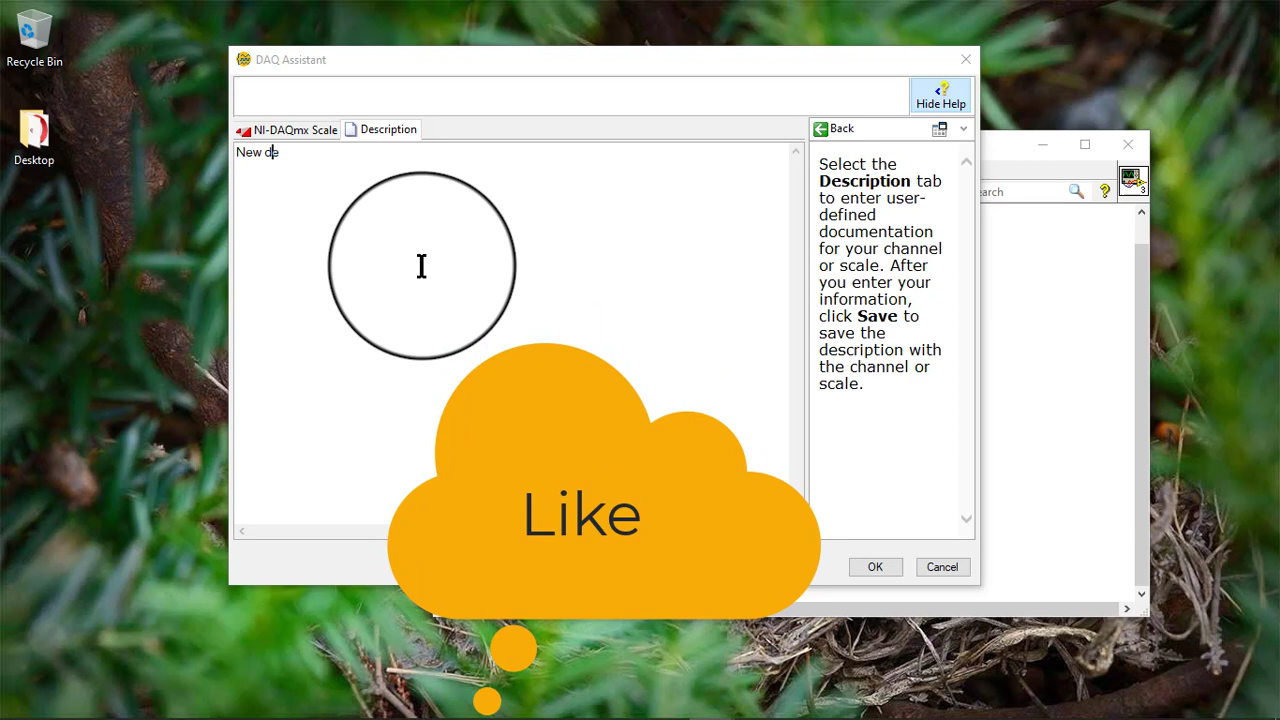 Recycle Bin
Desktop
DAQ Assistant
Hide Help
NI-DAQmx Scale
Description
New de
Back
Select the
Description tab
to enter user-
defined
documentation
for your channel
or scale. After
you enter your
information,
click Save to
save the
description with
the channel or
scale.
OK
Cancel
earch
3
Like